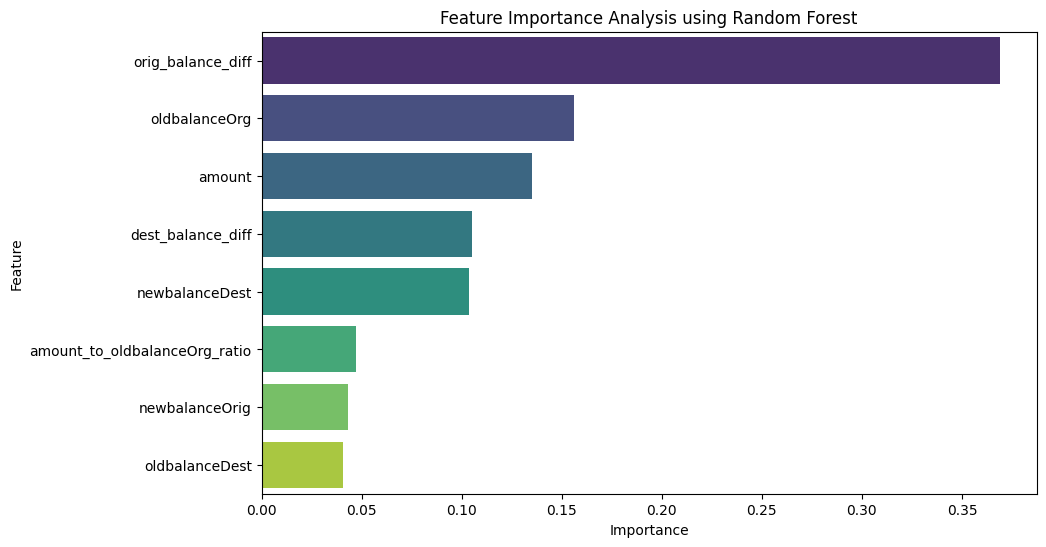 Feature Importance Analysis using Random Forest
Feature
orig_balance_diff
oldbalanceOrg
amount
dest_balance_diff
newbalanceDest
amount_to_oldbalanceOrg_ratio
newbalanceOrig
oldbalanceDest
0.00 0.05 0.10 0.15 0.20 0.25 0.30 0.35
Importance